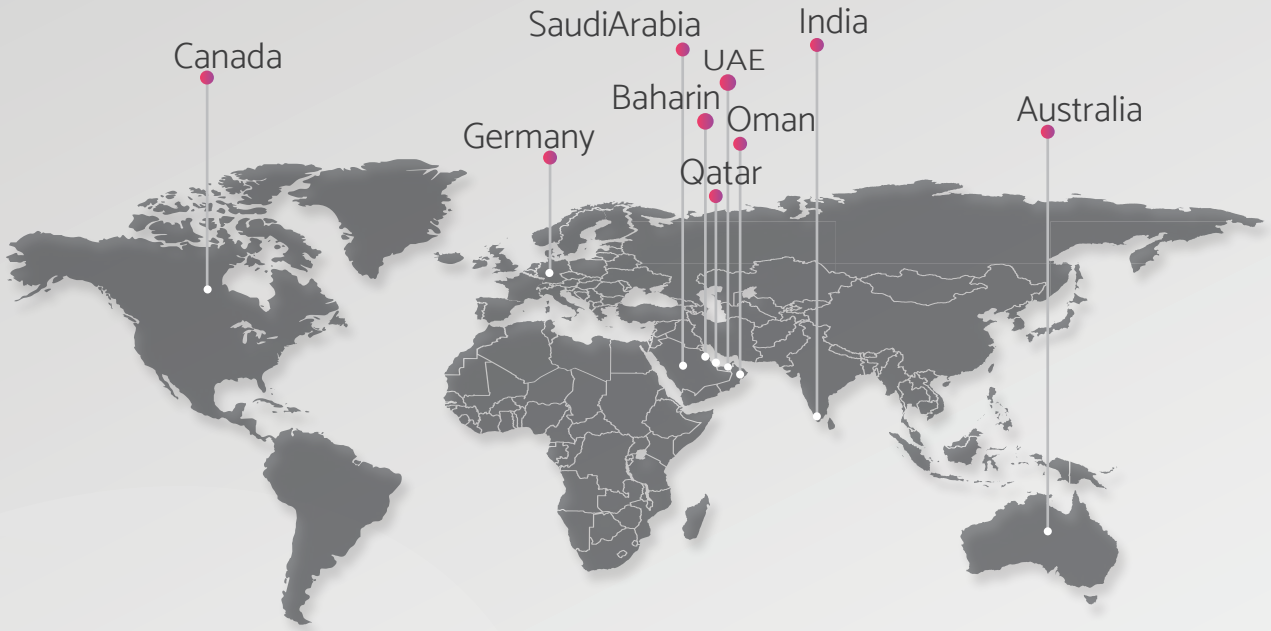 India
SaudiArabia
Canada
UAE
Baharin
Australia
Oman
Germany
Qatar